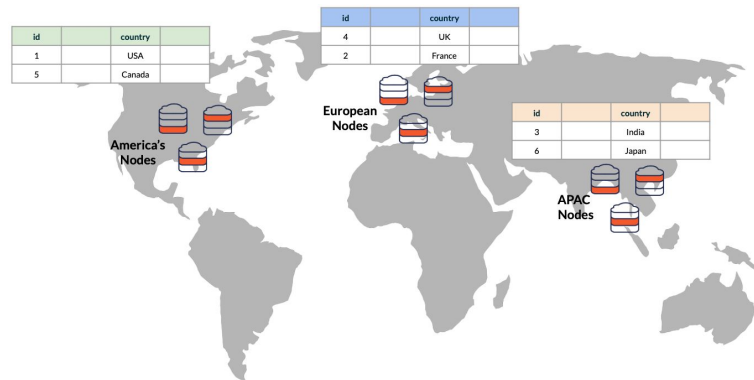 id country
1 USA
5 Canada
id country
4 UK
2 France
id country
3 India
6 Japan
America's
Nodes
European
Nodes
APAC
Nodes